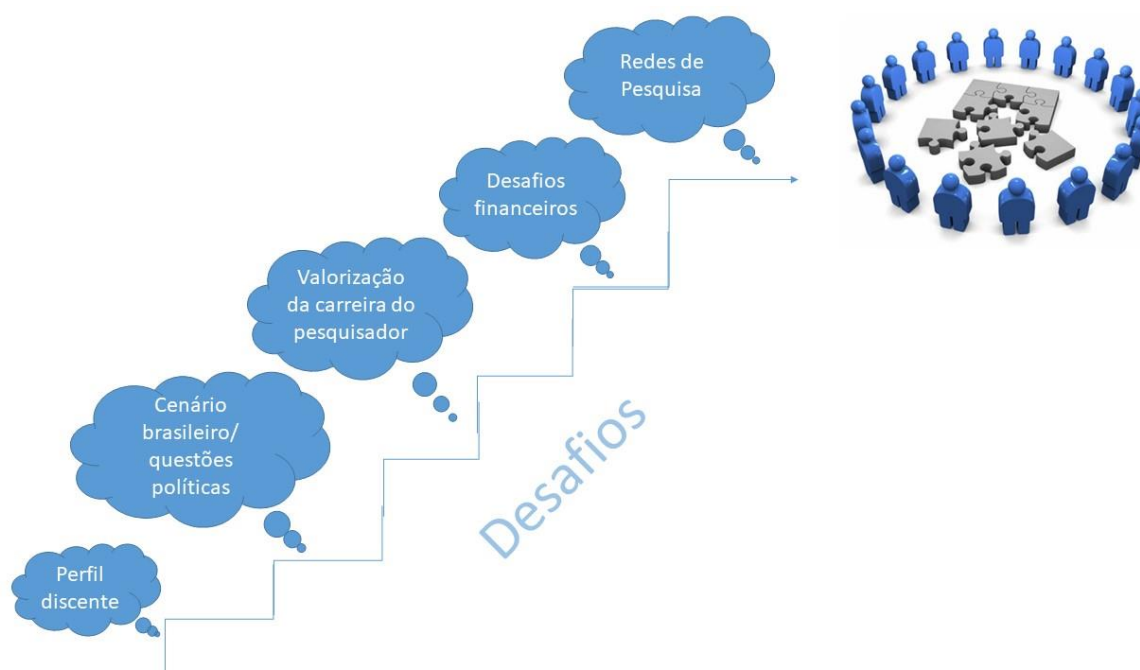 Redes de
Pesquisa
Desafios
financeiros
Valorização
da carreira do
pesquisador
Cenário
brasileiro/
questões
políticas
Perfil
discente
Desafios